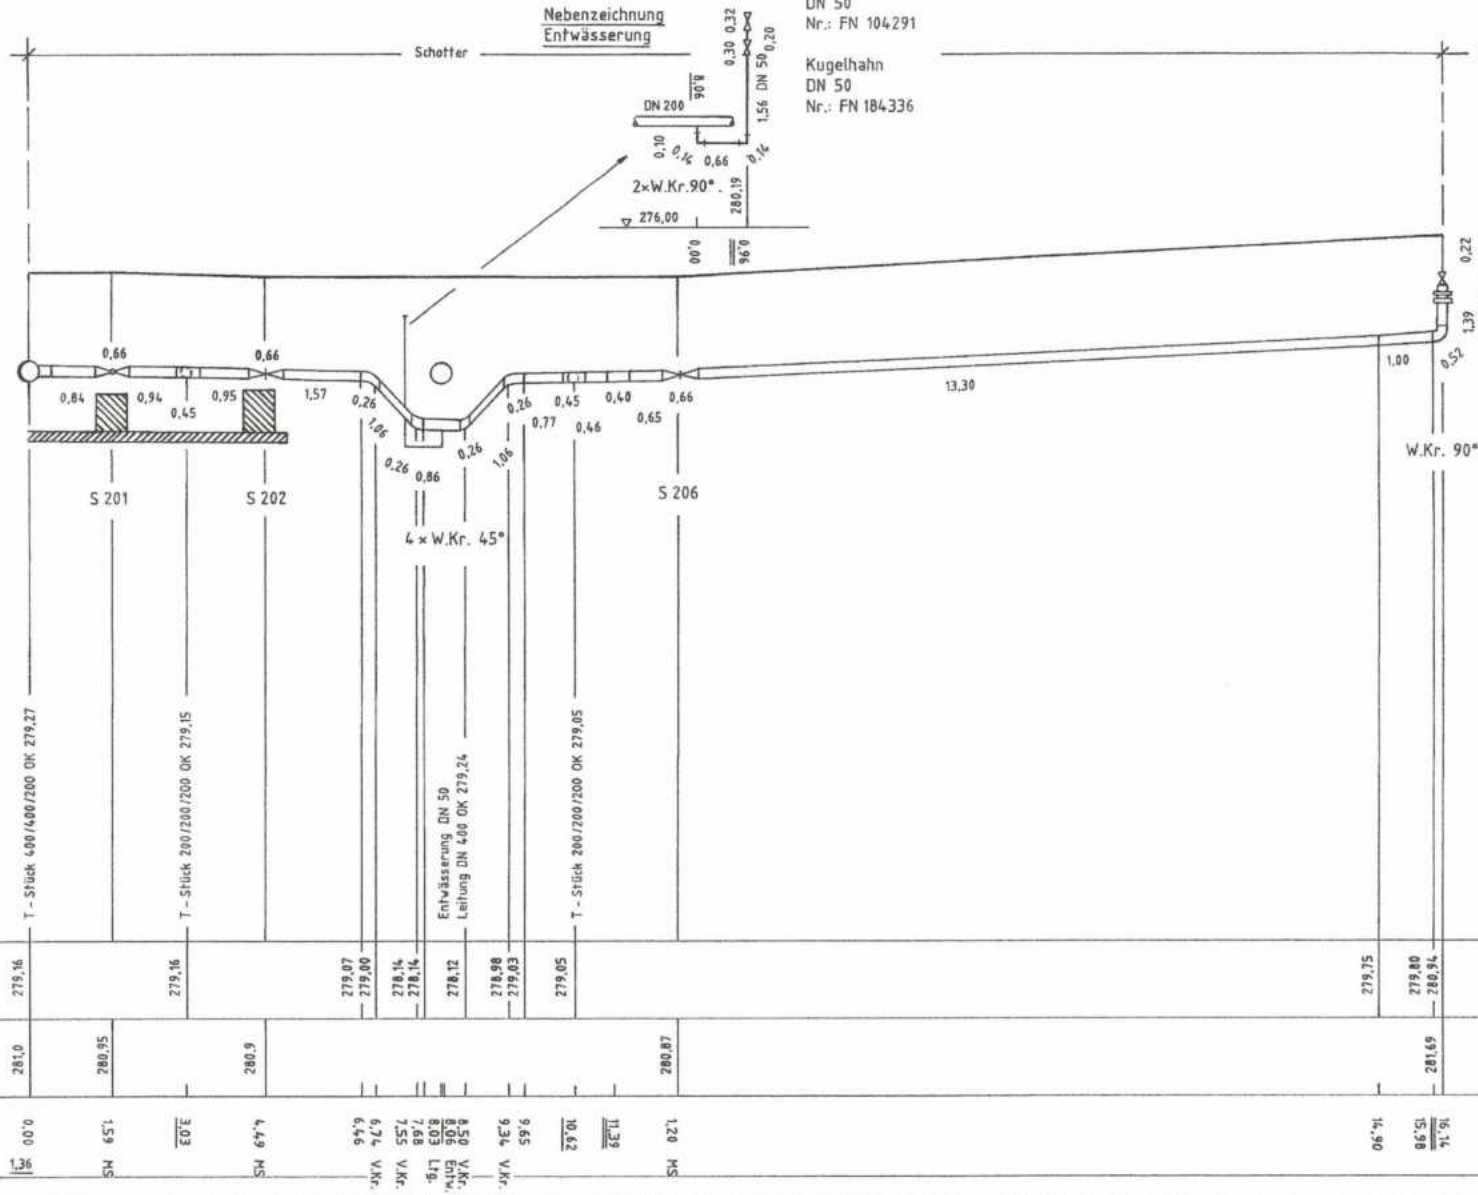 Nebenzeichnung
Entwässerung
DN 50
Nr.: FN 104291
Kugelhahn
DN 50
Nr.: FN 184336
Schotter
0,30 0,32
0,20
1,56 DN 50
8,06
DN 200
0,10
0,14
0,66
0,14
2×W.Kr.90°.
280,19
276,00
0,00
0,96
0,22
1,39
0,52
1,00
13,30
W.Kr. 90°
0,66
0,66
0,84
0,94
0,45
0,95
1,57
0,26
1,06
0,26
0,86
0,26
1,06
0,26
0,77
0,45
0,46
0,40
0,65
0,66
S 201
S 202
S 206
4 × W.Kr. 45°
T - Stück 400/400/200 OK 279,27
T - Stück 200/200/200 OK 279,15
Entwässerung DN 50
Leitung DN 400 OK 279,24
T - Stück 200/200/200 OK 279,05
279,16
279,16
279,07
279,00
278,14
278,14
278,12
278,98
279,03
279,05
279,75
279,80
280,94
281,0
280,95
280,9
280,87
281,69
0,00
1,36
1,59 MS
3,03
4,49 MS
6,46
6,74 V.Kr.
7,55 V.Kr.
7,68
8,03 Ltg.
8,06 Entw.
8,50 V.Kr.
9,34 V.Kr.
9,65
10,62
11,39
1,20 MS
14,90
15,98
16,14